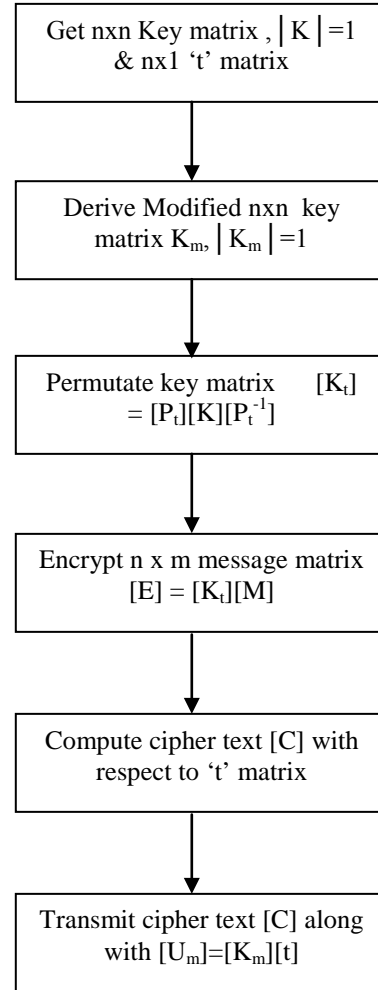 Get nxn Key matrix , | K | =1
& nx1 ‘t’ matrix
Derive Modified nxn key
matrix Kₘ, | Kₘ | =1
Permutate key matrix [Kₜ]
= [Pₜ][K][Pₜ⁻¹]
Encrypt n x m message matrix
[E] = [Kₜ][M]
Compute cipher text [C] with
respect to ‘t’ matrix
Transmit cipher text [C] along
with [Uₘ]=[Kₘ][t]